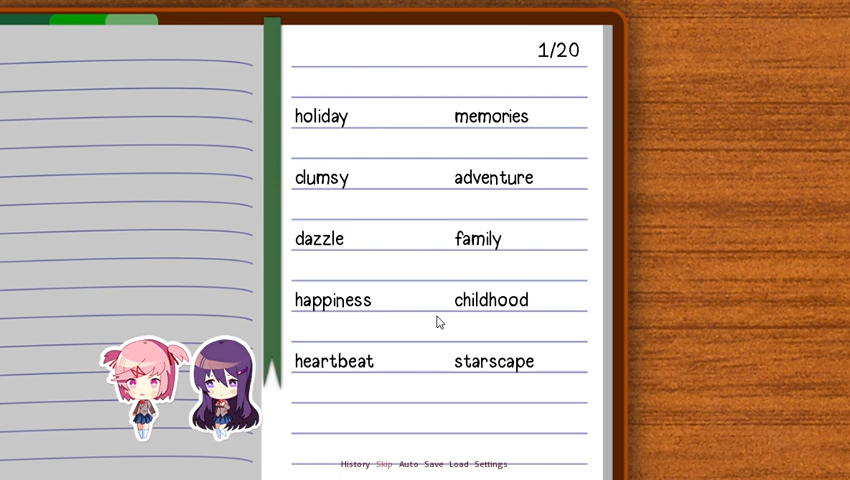 1/20
holiday memories
clumsy adventure
dazzle family
happiness childhood
heartbeat starscape
History Skip Auto Save Load Settings